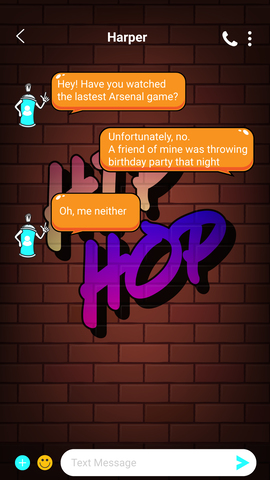 Harper
Hey! Have you watched
the lastest Arsenal game?
Unfortunately, no.
A friend of mine was throwing
birthday party that night
Oh, me neither
HIP
HOP
Text Message